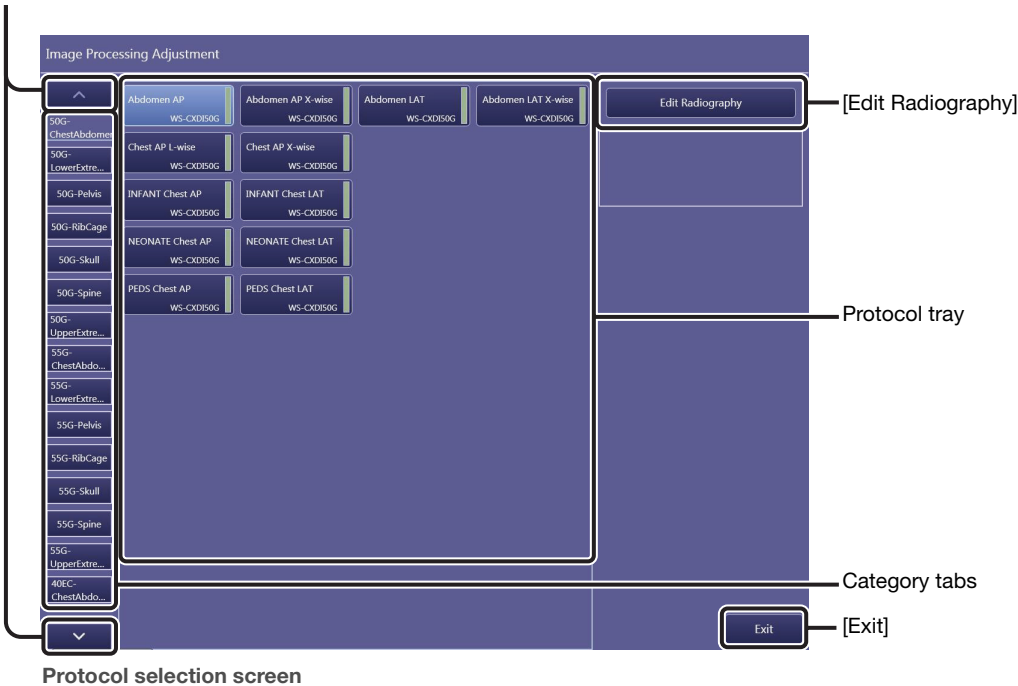 Image Processing Adjustment
50G-
ChestAbdomen
50G-
LowerExtre...
50G-Pelvis
50G-RibCage
50G-Skull
50G-Spine
50G-
UpperExtre...
55G-
ChestAbdo...
55G-
LowerExtre...
55G-Pelvis
55G-RibCage
55G-Skull
55G-Spine
55G-
UpperExtre...
40EC-
ChestAbdo...
Abdomen AP
WS-CXDI50G
Abdomen AP X-wise
WS-CXDI50G
Abdomen LAT
WS-CXDI50G
Abdomen LAT X-wise
WS-CXDI50G
Chest AP L-wise
WS-CXDI50G
Chest AP X-wise
WS-CXDI50G
INFANT Chest AP
WS-CXDI50G
INFANT Chest LAT
WS-CXDI50G
NEONATE Chest AP
WS-CXDI50G
NEONATE Chest LAT
WS-CXDI50G
PEDS Chest AP
WS-CXDI50G
PEDS Chest LAT
WS-CXDI50G
Edit Radiography
Exit
[Edit Radiography]
Protocol tray
Category tabs
[Exit]
Protocol selection screen